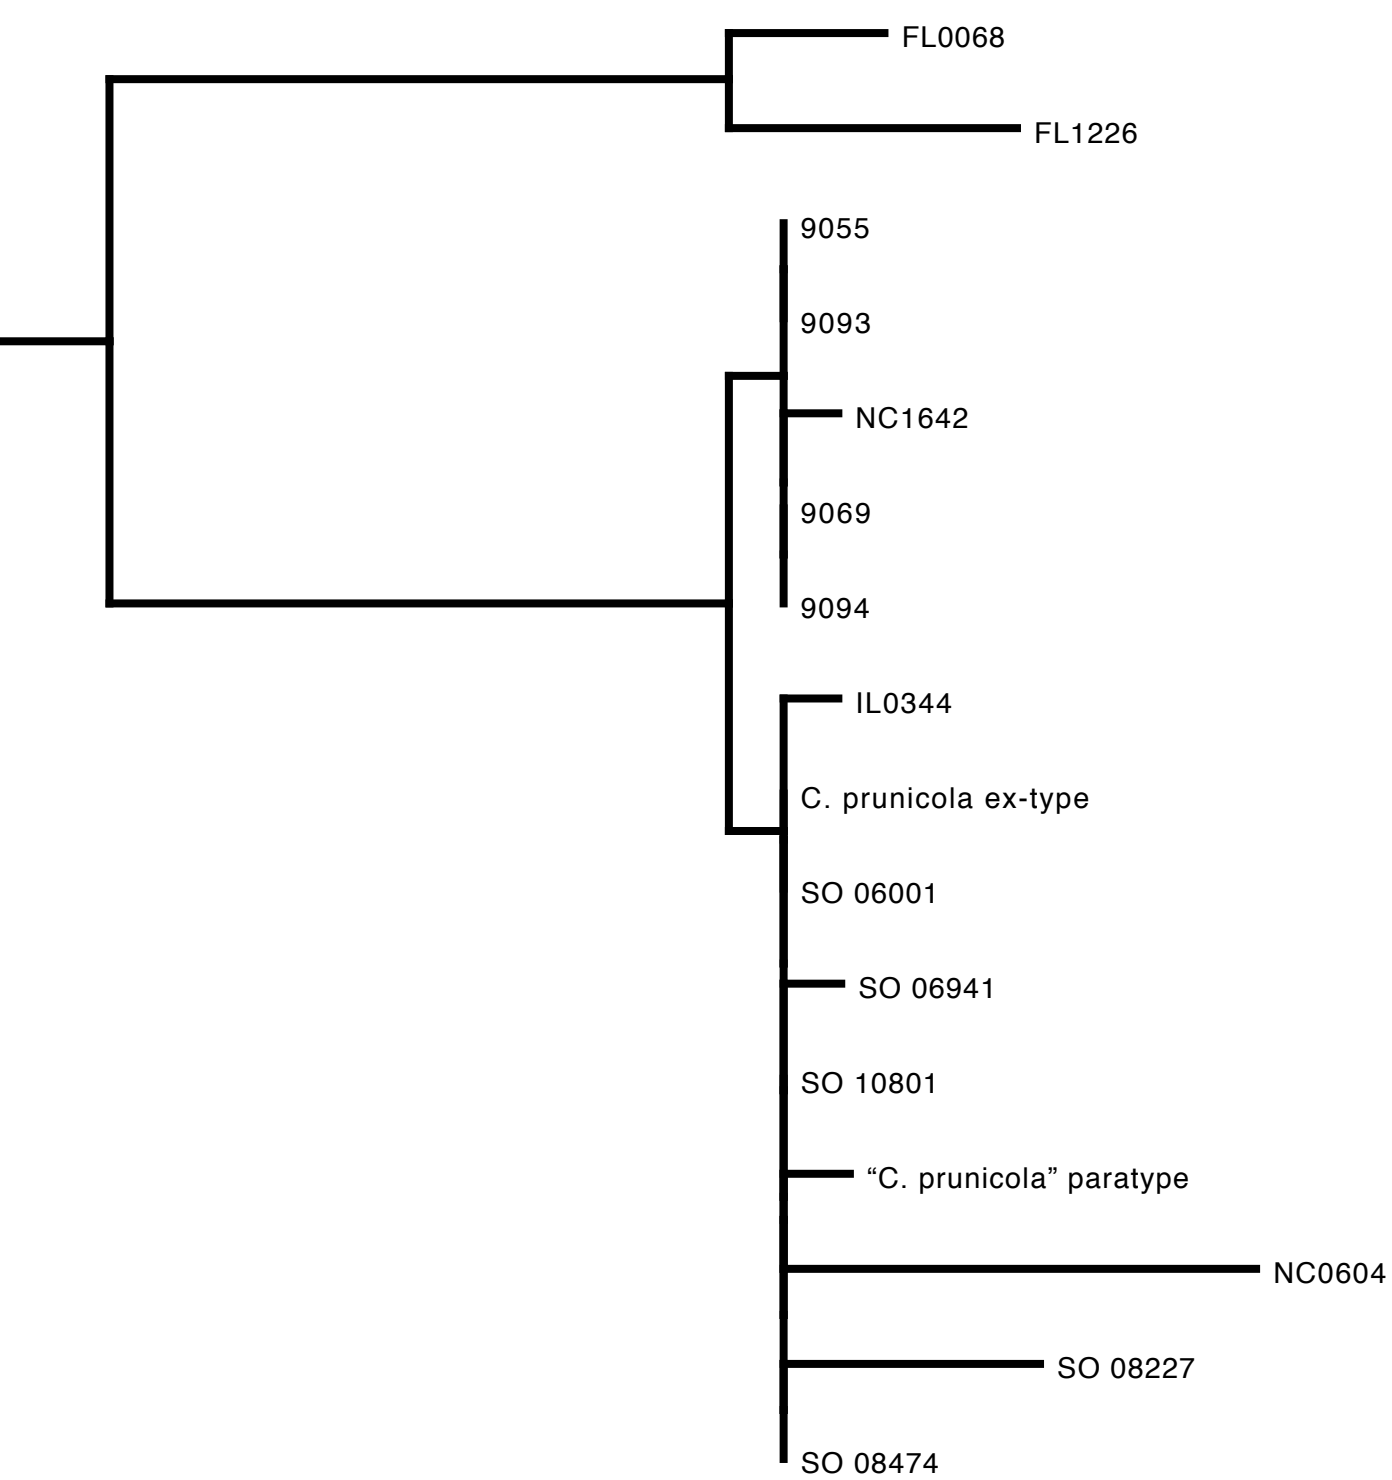 FL0068
FL1226
9055
9093
NC1642
9069
9094
IL0344
C. prunicola ex-type
SO 06001
SO 06941
SO 10801
“C. prunicola” paratype
NC0604
SO 08227
SO 08474